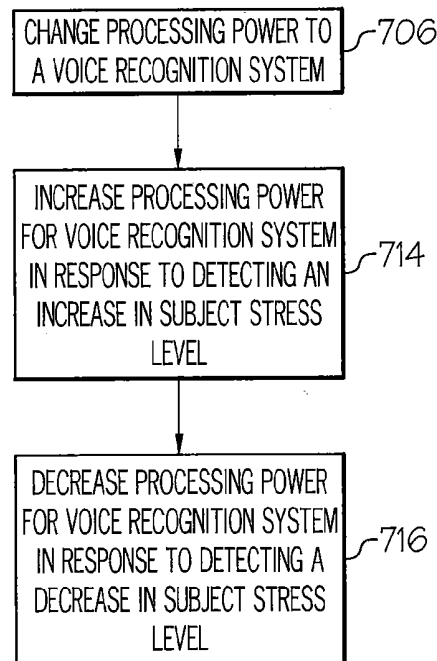 CHANGE PROCESSING POWER TO
A VOICE RECOGNITION SYSTEM
706
INCREASE PROCESSING POWER
FOR VOICE RECOGNITION SYSTEM
IN RESPONSE TO DETECTING AN
INCREASE IN SUBJECT STRESS
LEVEL
714
DECREASE PROCESSING POWER
FOR VOICE RECOGNITION SYSTEM
IN RESPONSE TO DETECTING A
DECREASE IN SUBJECT STRESS
LEVEL
716